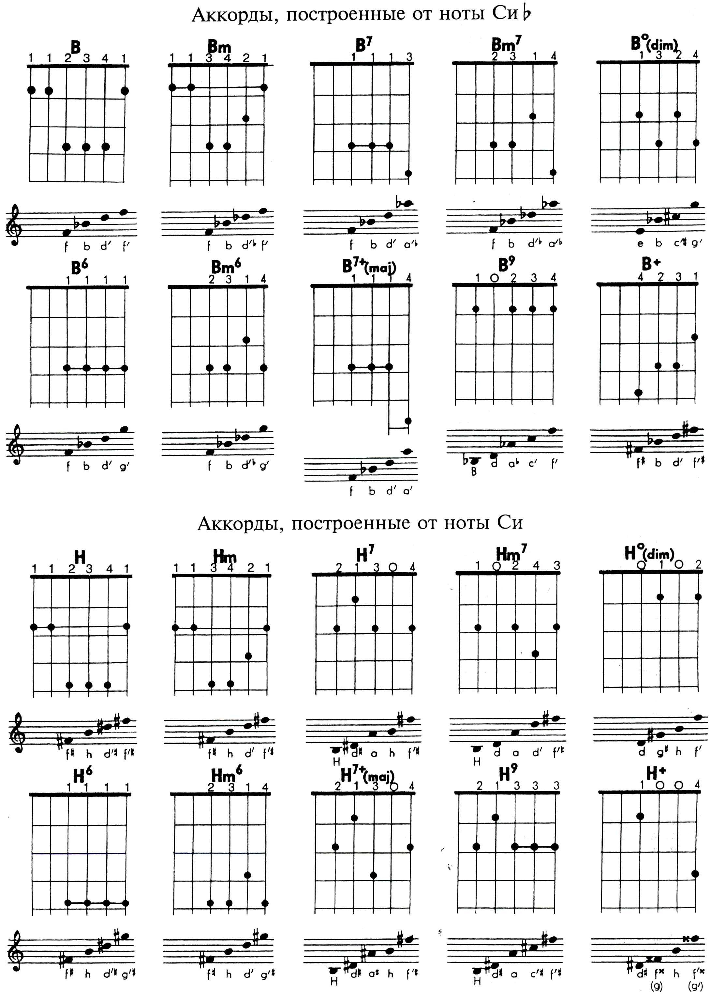 Аккорды, построенные от ноты Си♭
B Bm B7 Bm7 B°(dim)
1 1 2 3 4 1 1 1 3 4 2 1 1 1 1 3 2 3 1 4 1 3 2 4
f b d′ f′ f b d′♭ f′ f b d′ a′♭ f b d′♭ a′♭ e b c′# g′
B6 Bm6 B7+(maj) B9 B+
1 1 1 1 2 3 1 4 1 1 1 4 1 O 2 3 4 4 2 3 1
f b d′ g′ f b d′♭ g′ f b d′ a′ B d a♭ c′ f′ f# b d′ f′#
Аккорды, построенные от ноты Си
H Hm H7 Hm7 H°(dim)
1 1 2 3 4 1 1 1 3 4 2 1 2 1 3 O 4 1 O 2 4 3 O 1 O 2
f# h d′# f′# f# h d′ f′# H d# a h f′# H d a d′ f′# d g# h f′
H6 Hm6 H7+(maj) H9 H+
1 1 1 1 2 3 1 4 2 1 3 O 4 2 1 3 3 3 1 O O 4
f# h d′# g′# f# h d′ g′# H d# a# h f′# H d# a c′# f′# d# f𝄪 h f′𝄪
(g) (g′)